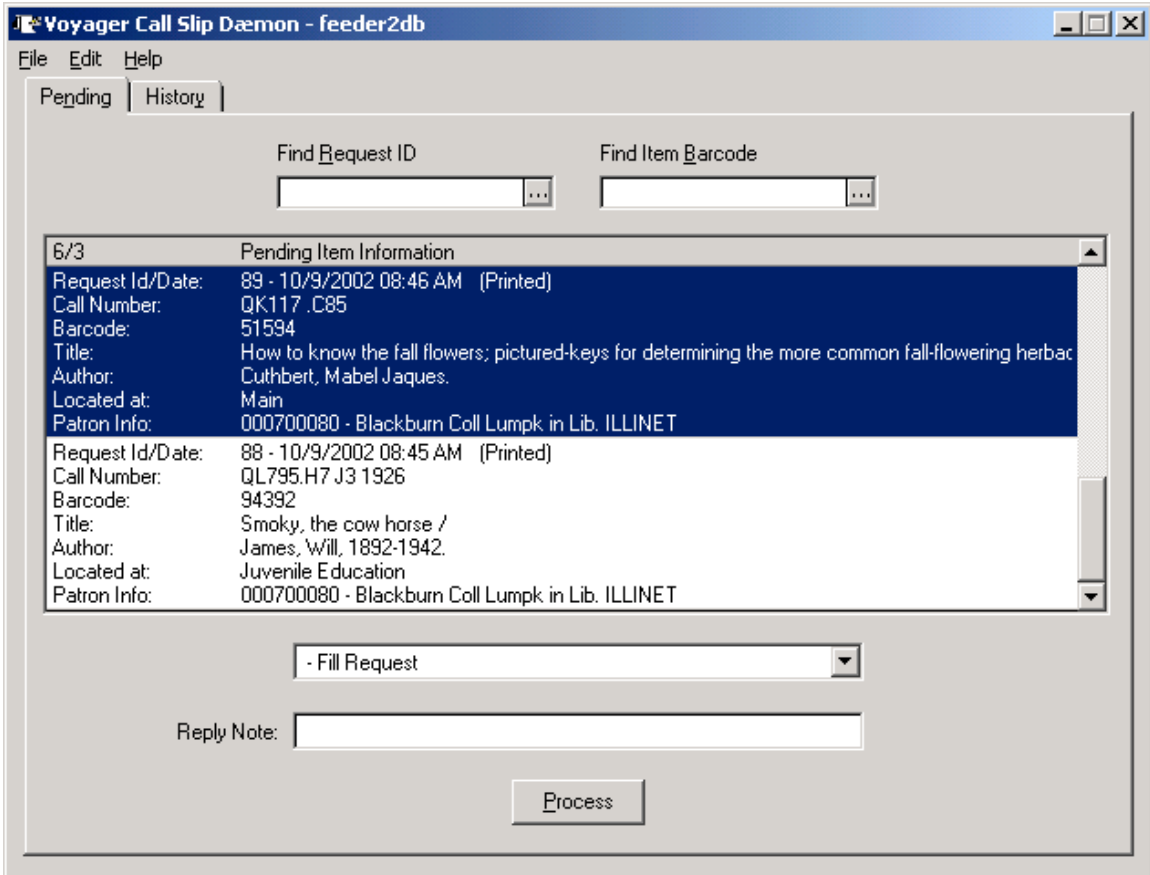 Voyager Call Slip Dæmon - feeder2db
File Edit Help
Pending History
Find Request ID Find Item Barcode
... ...
6/3 Pending Item Information
Request Id/Date: 89 - 10/9/2002 08:46 AM (Printed)
Call Number: QK117 .C85
Barcode: 51594
Title: How to know the fall flowers; pictured-keys for determining the more common fall-flowering herbac
Author: Cuthbert, Mabel Jaques.
Located at: Main
Patron Info: 000700080 - Blackburn Coll Lumpk in Lib. ILLINET
Request Id/Date: 88 - 10/9/2002 08:45 AM (Printed)
Call Number: QL795.H7 J3 1926
Barcode: 94392
Title: Smoky, the cow horse /
Author: James, Will, 1892-1942.
Located at: Juvenile Education
Patron Info: 000700080 - Blackburn Coll Lumpk in Lib. ILLINET
- Fill Request
Reply Note:
Process